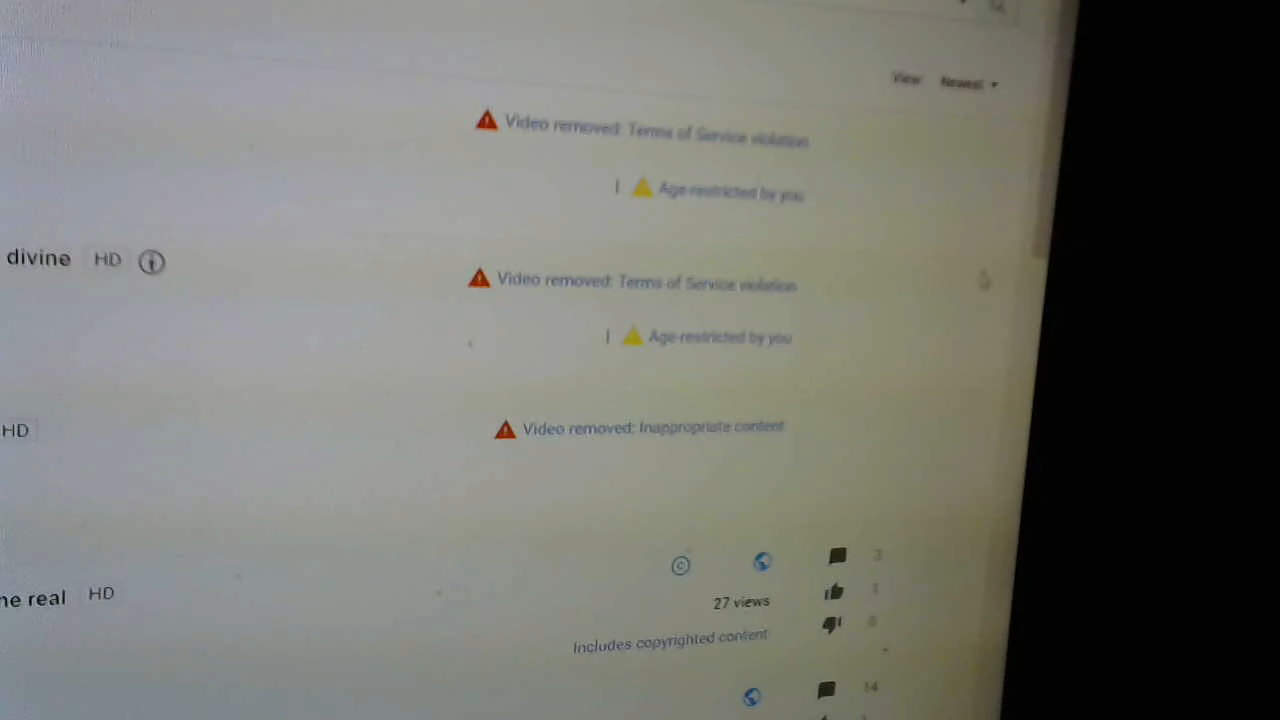 View Newest
Video removed: Terms of Service violation
| Age-restricted by you
divine HD
Video removed: Terms of Service violation
| Age-restricted by you
HD
Video removed: Inappropriate content
ne real HD
27 views
Includes copyrighted content
14